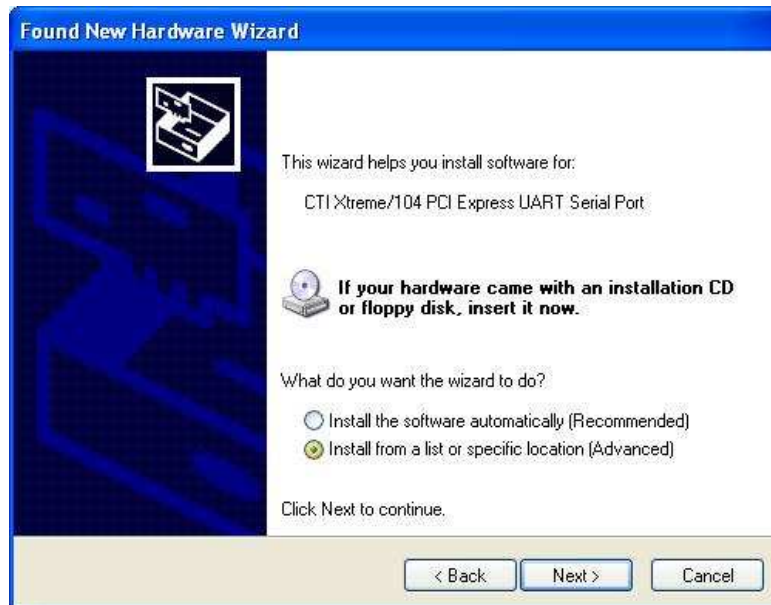 Found New Hardware Wizard
This wizard helps you install software for:
CTI Xtreme/104 PCI Express UART Serial Port
If your hardware came with an installation CD
or floppy disk, insert it now.
What do you want the wizard to do?
Install the software automatically (Recommended)
Install from a list or specific location (Advanced)
Click Next to continue.
< Back Next > Cancel